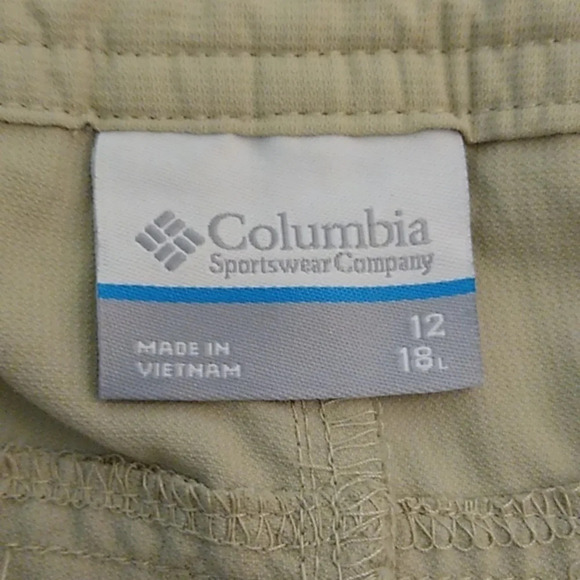 Columbia
Sportswear Company
MADE IN
VIETNAM
12
18L